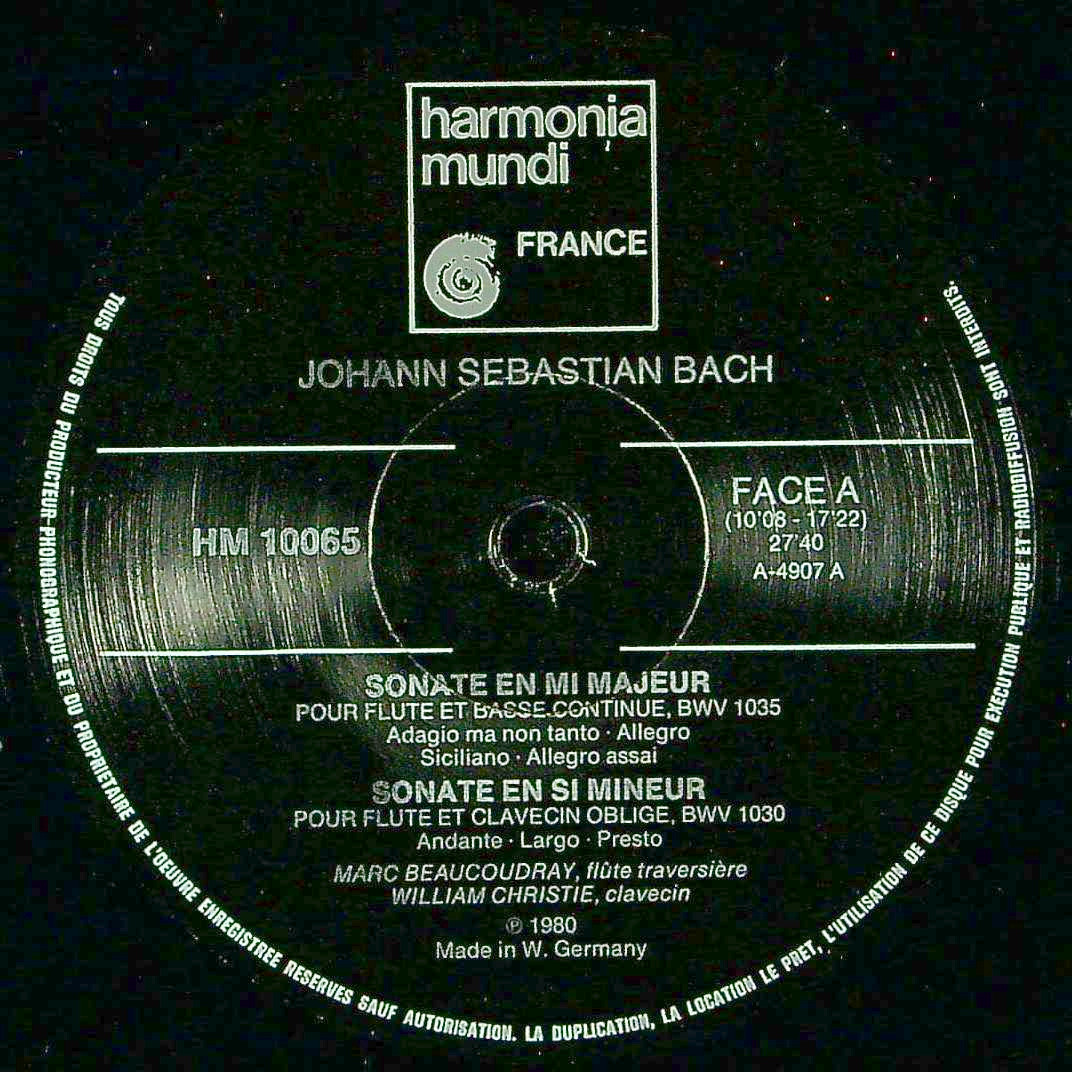 harmonia
mundi
FRANCE
JOHANN SEBASTIAN BACH
HM 10065
FACE A
(10'08 - 17'22)
27'40
A-4907 A
SONATE EN MI MAJEUR
POUR FLUTE ET BASSE CONTINUE, BWV 1035
Adagio ma non tanto · Allegro
Siciliano · Allegro assai
SONATE EN SI MINEUR
POUR FLUTE ET CLAVECIN OBLIGE, BWV 1030
Andante · Largo · Presto
MARC BEAUCOUDRAY, flûte traversière
WILLIAM CHRISTIE, clavecin
℗ 1980
Made in W. Germany
TOUS DROITS DU PRODUCTEUR-PHONOGRAPHIQUE ET DU PROPRIETAIRE DE L'OEUVRE ENREGISTREE RESERVES SAUF AUTORISATION. LA DUPLICATION, LA LOCATION LE PRET, L'UTILISATION DE CE DISQUE POUR EXECUTION PUBLIQUE ET RADIODIFFUSION SONT INTERDITS.